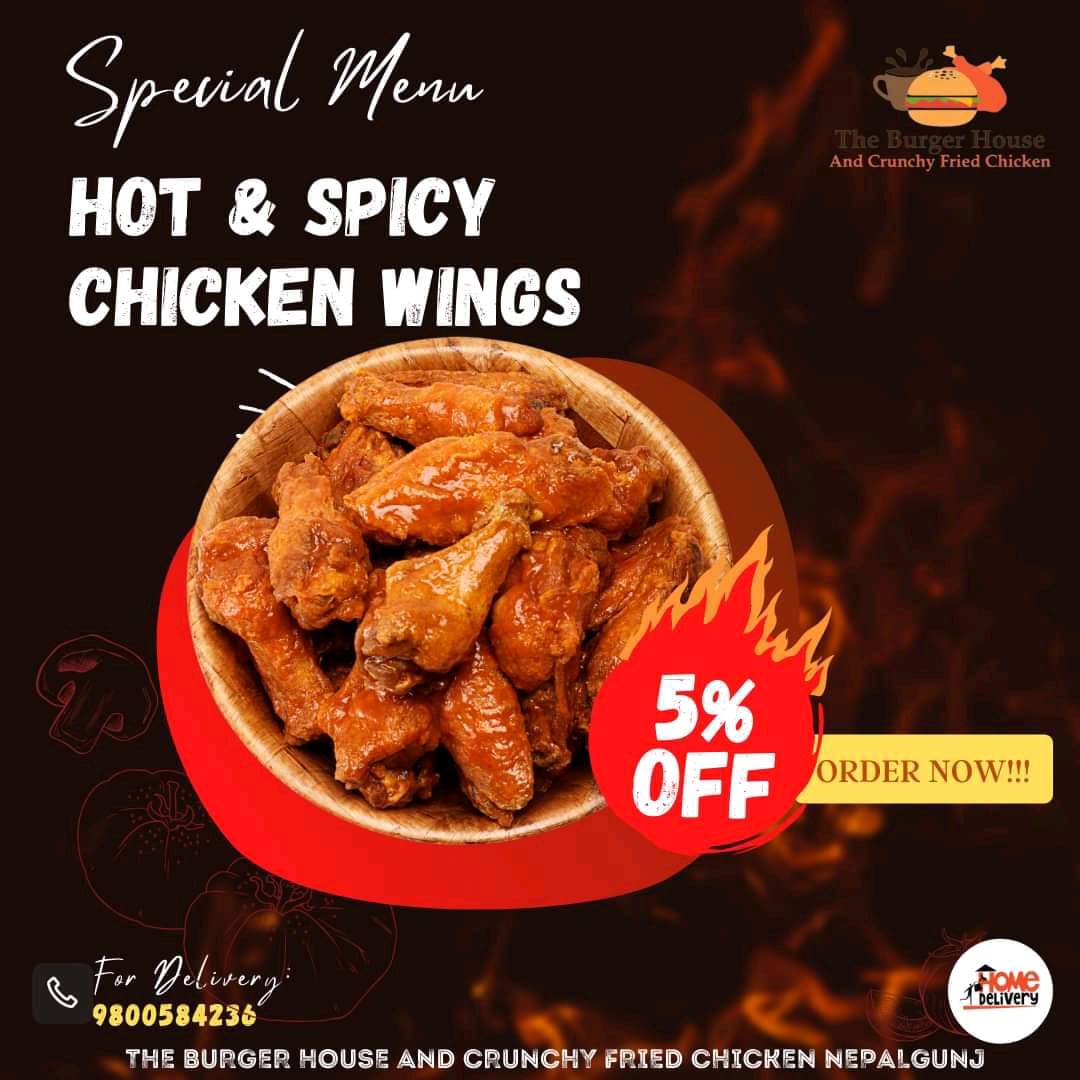 Special Menu
The Burger House
And Crunchy Fried Chicken
HOT & SPICY
CHICKEN WINGS
5%
OFF
ORDER NOW!!!
For Delivery:
9800584236
HOME
DELIVERY
THE BURGER HOUSE AND CRUNCHY FRIED CHICKEN NEPALGUNJ